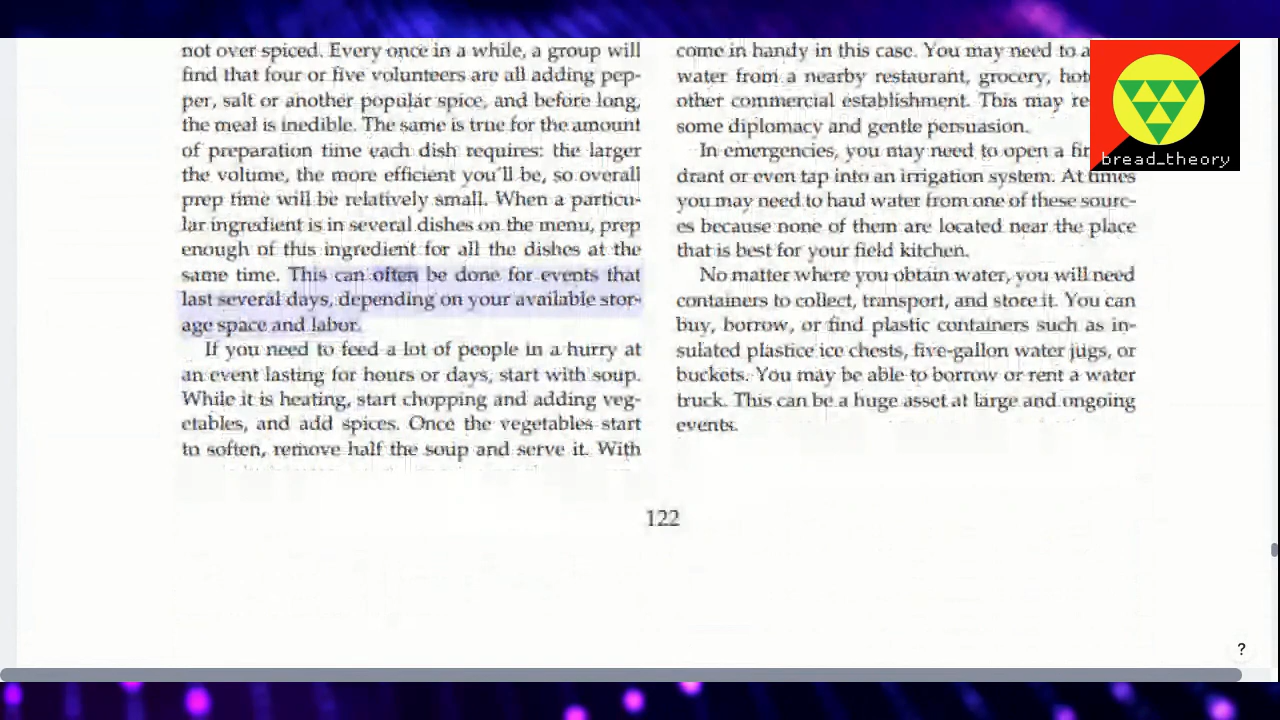 not over spiced. Every once in a while, a group will
find that four or five volunteers are all adding pep-
per, salt or another popular spice, and before long,
the meal is inedible. The same is true for the amount
of preparation time each dish requires: the larger
the volume, the more efficient you'll be, so overall
prep time will be relatively small. When a particu-
lar ingredient is in several dishes on the menu, prep
enough of this ingredient for all the dishes at the
same time. This can often be done for events that
last several days, depending on your available stor-
age space and labor.
If you need to feed a lot of people in a hurry at
an event lasting for hours or days, start with soup.
While it is heating, start chopping and adding veg-
etables, and add spices. Once the vegetables start
to soften, remove half the soup and serve it. With
come in handy in this case. You may need to
water from a nearby restaurant, grocery,
other commercial establishment. This may
some diplomacy and gentle persuasion.
In emergencies, you may need to open a
drant or even tap into an irrigation system. At times
you may need to haul water from one of these sourc-
es because none of them are located near the place
that is best for your field kitchen.
No matter where you obtain water, you will need
containers to collect, transport, and store it. You can
buy, borrow, or find plastic containers such as in-
sulated plastice ice chests, five-gallon water jugs, or
buckets. You may be able to borrow or rent a water
truck. This can be a huge asset at large and ongoing
events.
122
bread_theory
?